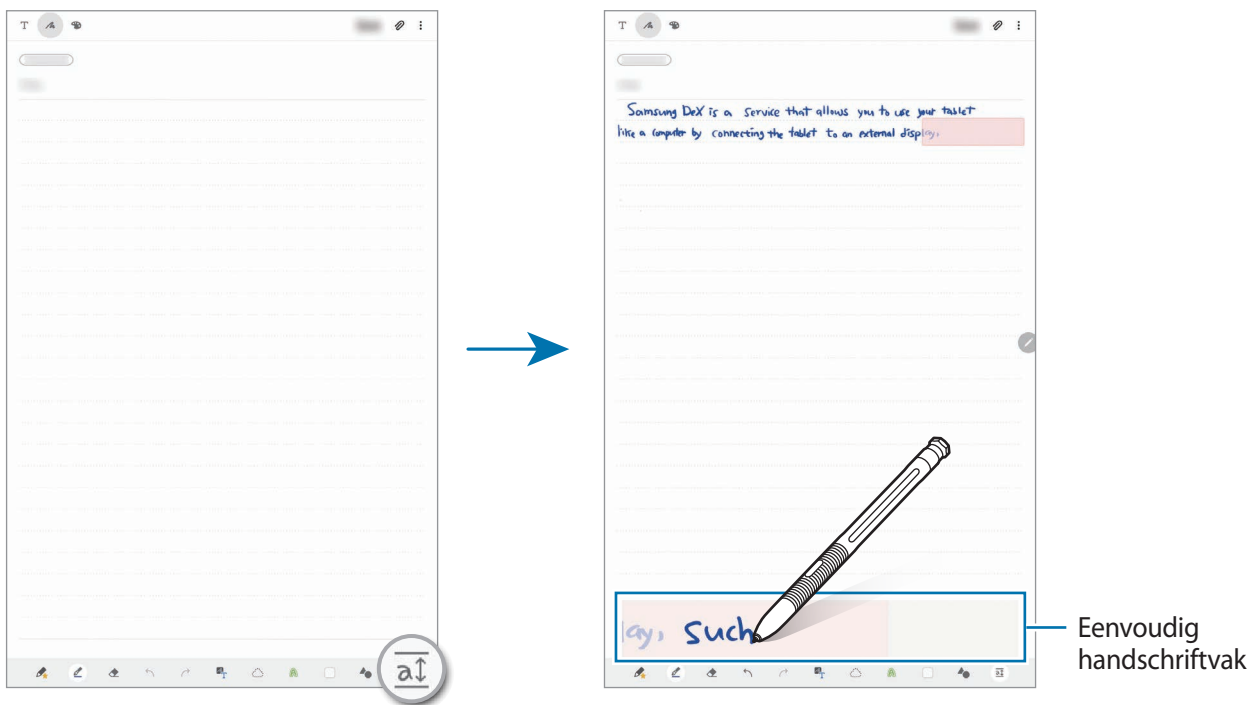 T
T
Samsung DeX is a service that allows you to use your tablet
like a computer by connecting the tablet to an external display,
ay, such
a
Eenvoudig
handschriftvak